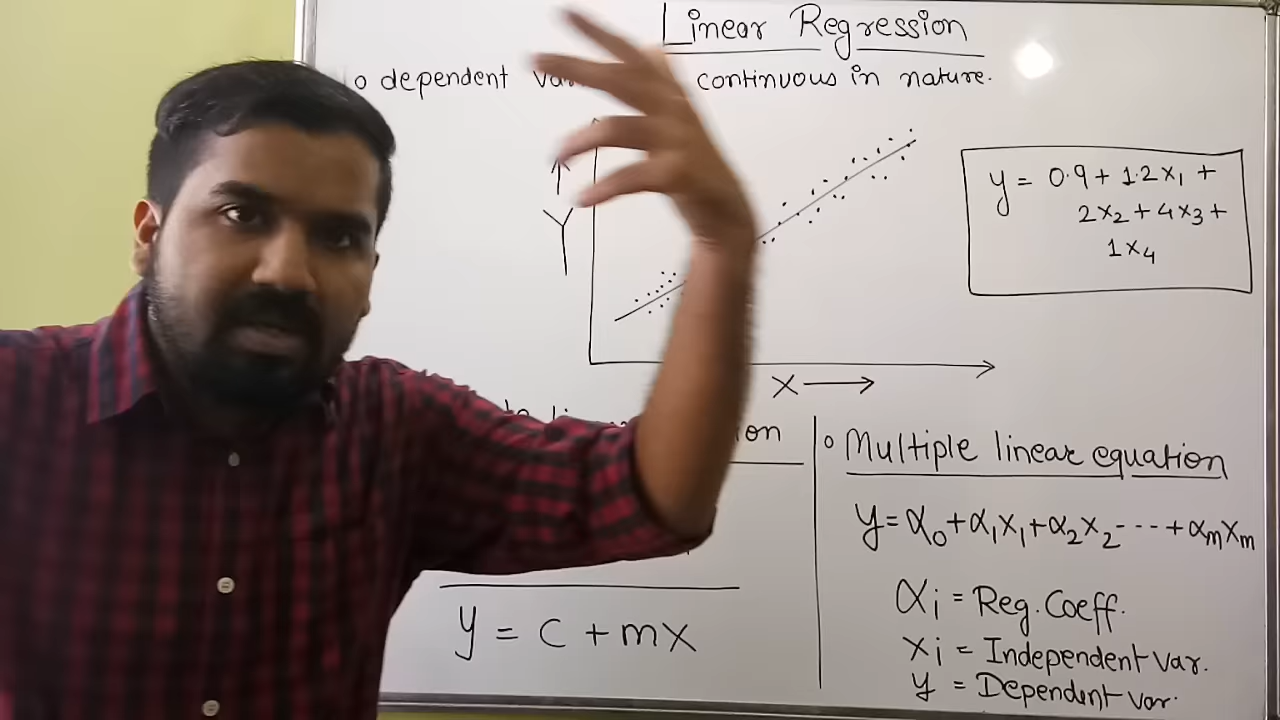 Linear Regression
o dependent continuous in nature.
Y
X
y = 0.9 + 1.2x₁ +
2x₂ + 4x₃ +
1x₄
o Multiple linear equation
y = α₀ + α₁x₁ + α₂x₂ ---- + αₘxₘ
αi = Reg. Coeff.
xi = Independent var.
y = Dependent var.
y = c + mx